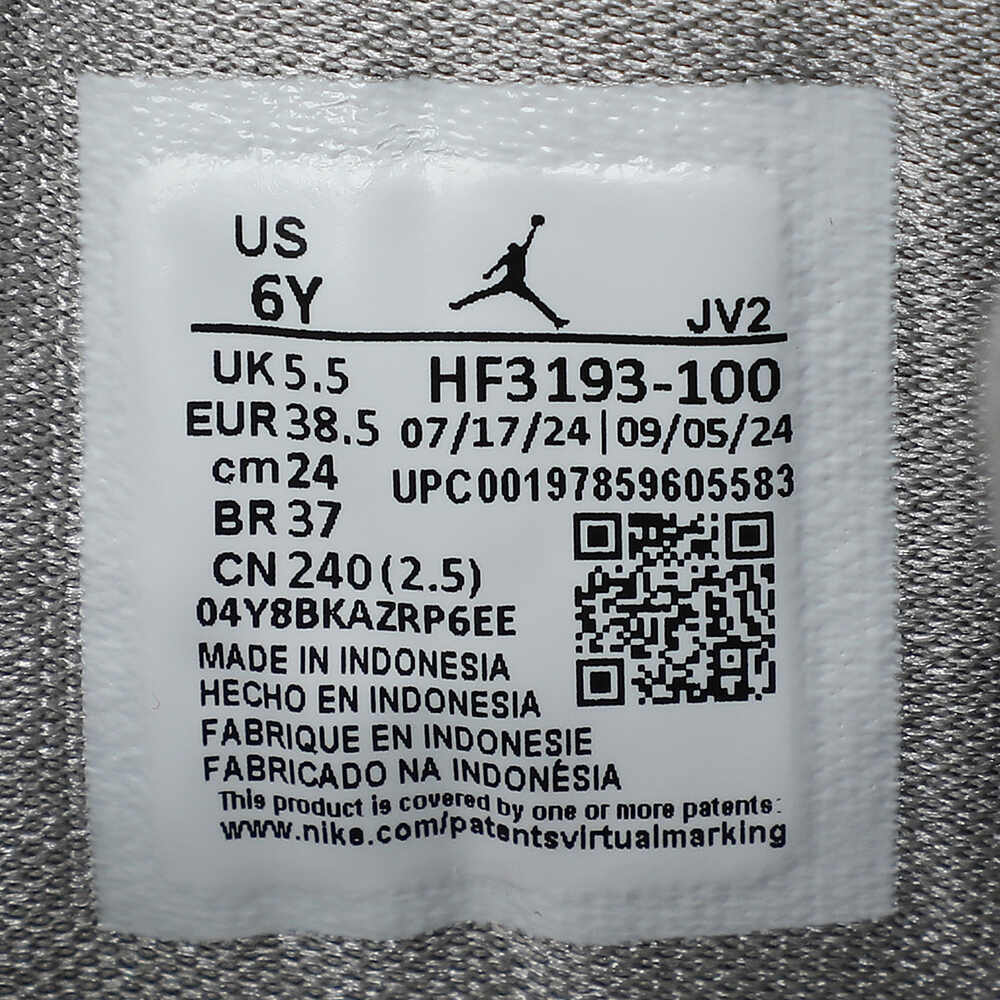 US
6Y
JV2
UK 5.5
HF3193-100
EUR 38.5
07/17/24|09/05/24
cm 24
UPC00197859605583
BR 37
CN 240 (2.5)
04Y8BKAZRP6EE
MADE IN INDONESIA
HECHO EN INDONESIA
FABRIQUE EN INDONESIE
FABRICADO NA INDONÉSIA
This product is covered by one or more patents:
www.nike.com/patentsvirtualmarking